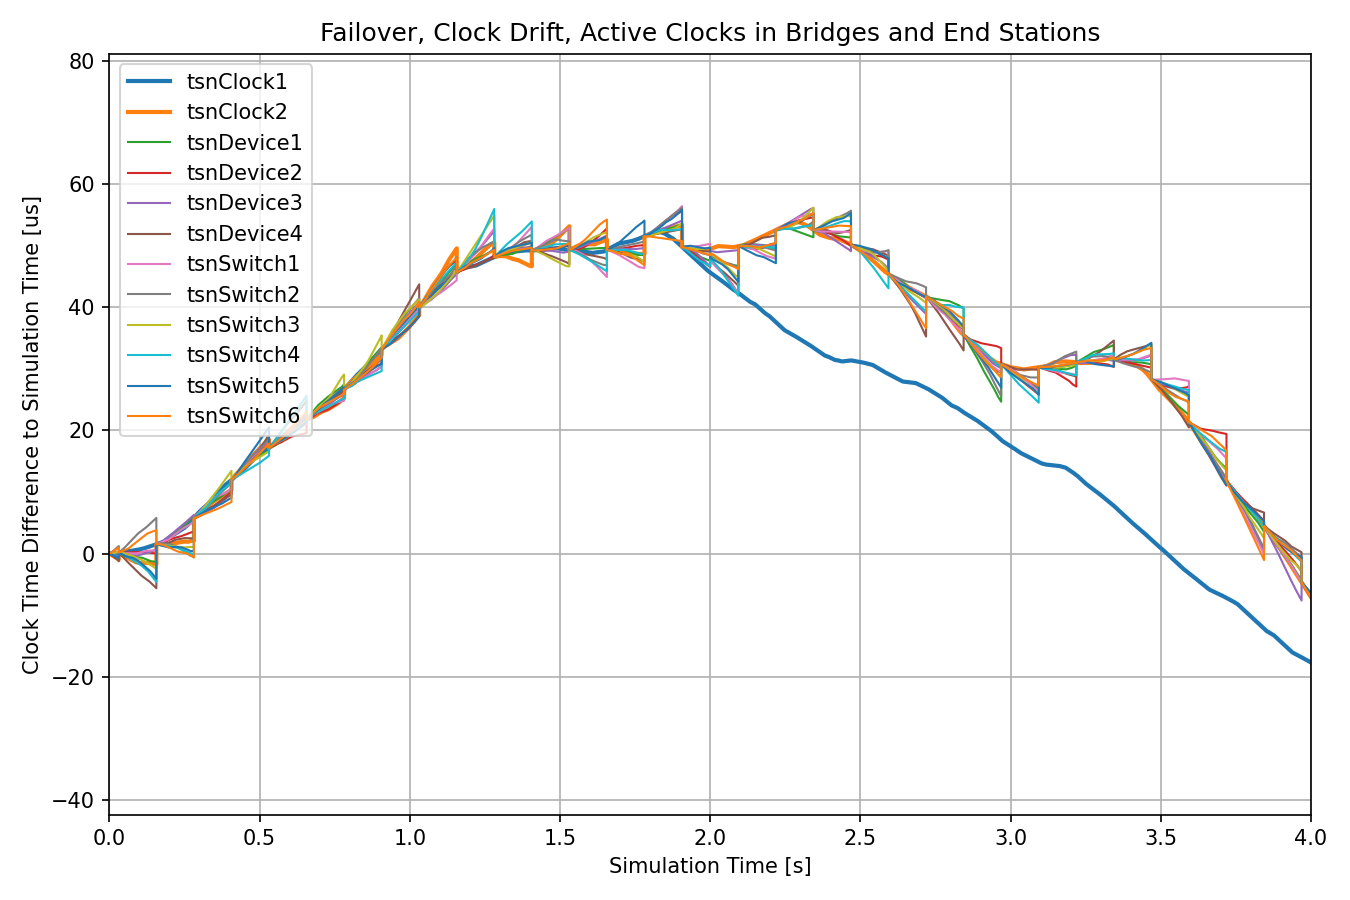 Failover, Clock Drift, Active Clocks in Bridges and End Stations
Clock Time Difference to Simulation Time [us]
80
60
40
20
0
−20
−40
tsnClock1
tsnClock2
tsnDevice1
tsnDevice2
tsnDevice3
tsnDevice4
tsnSwitch1
tsnSwitch2
tsnSwitch3
tsnSwitch4
tsnSwitch5
tsnSwitch6
0.0 0.5 1.0 1.5 2.0 2.5 3.0 3.5 4.0
Simulation Time [s]